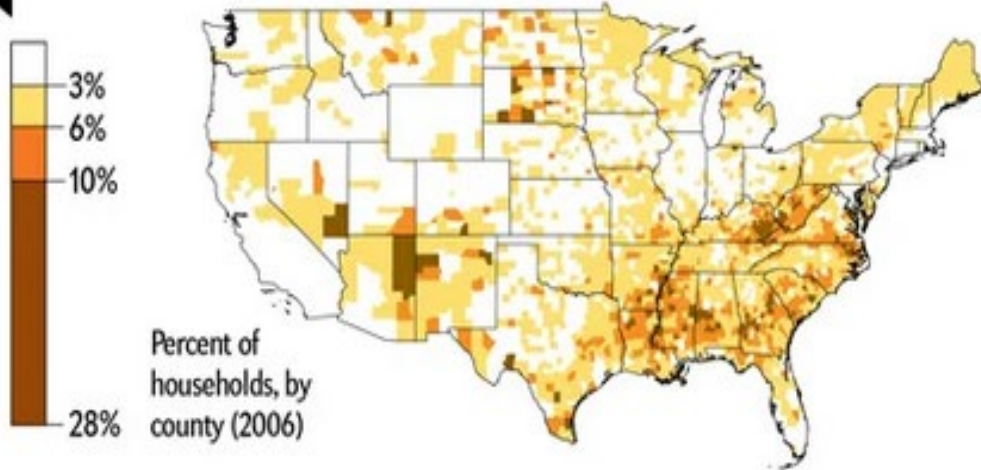 3%
6%
10%
28%
Percent of
households, by
county (2006)